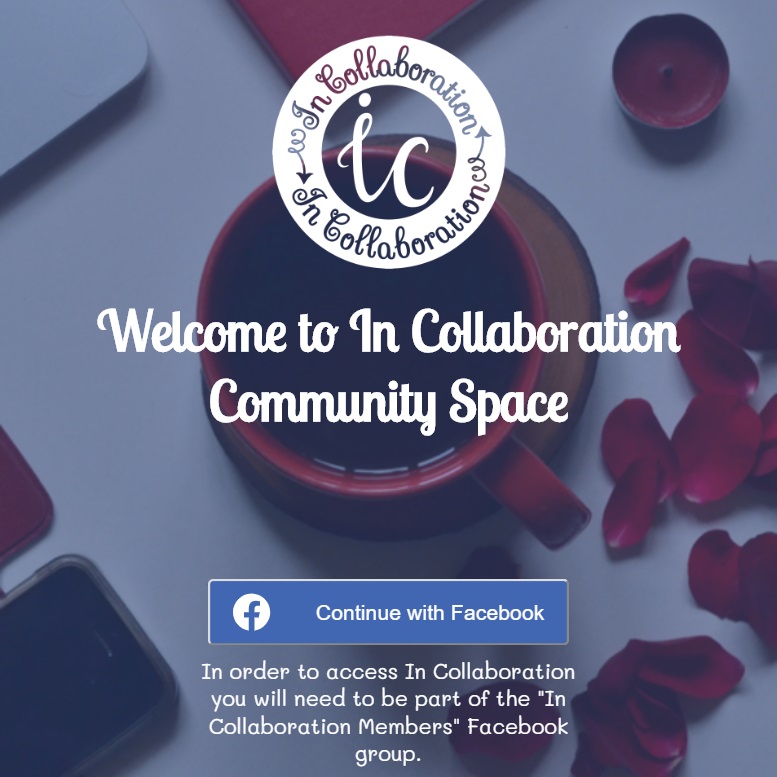 In Collaboration
ic
In Collaboration
Welcome to In Collaboration
Community Space
Continue with Facebook
In order to access In Collaboration
you will need to be part of the "In
Collaboration Members" Facebook
group.